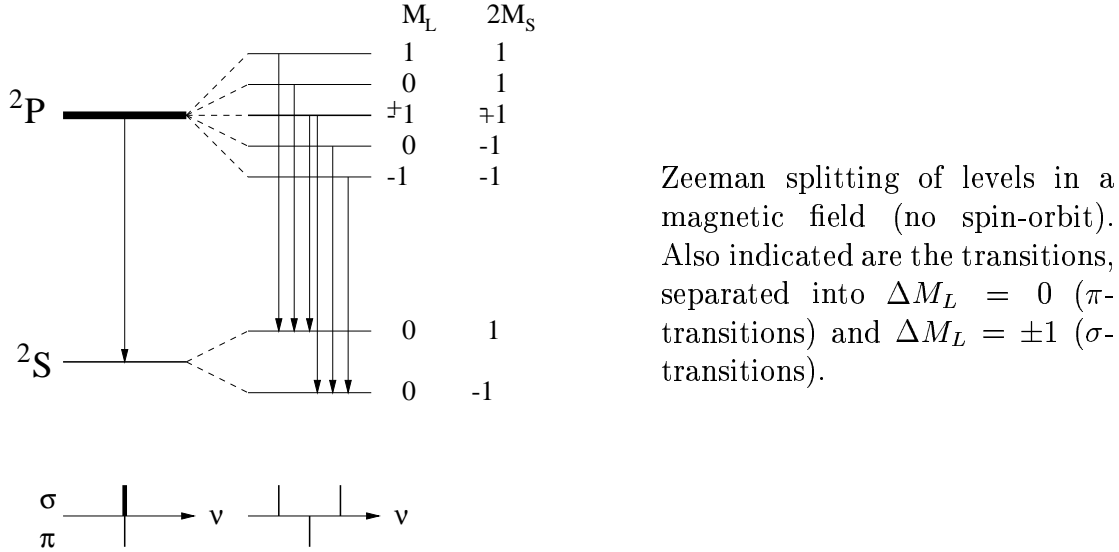 M_L 2M_S
1 1
0 1
²P ±1 ∓1
0 -1
-1 -1
Zeeman splitting of levels in a
magnetic field (no spin-orbit).
Also indicated are the transitions,
separated into ΔM_L = 0 (π-
transitions) and ΔM_L = ±1 (σ-
transitions).
0 1
²S
0 -1
σ
π
ν ν